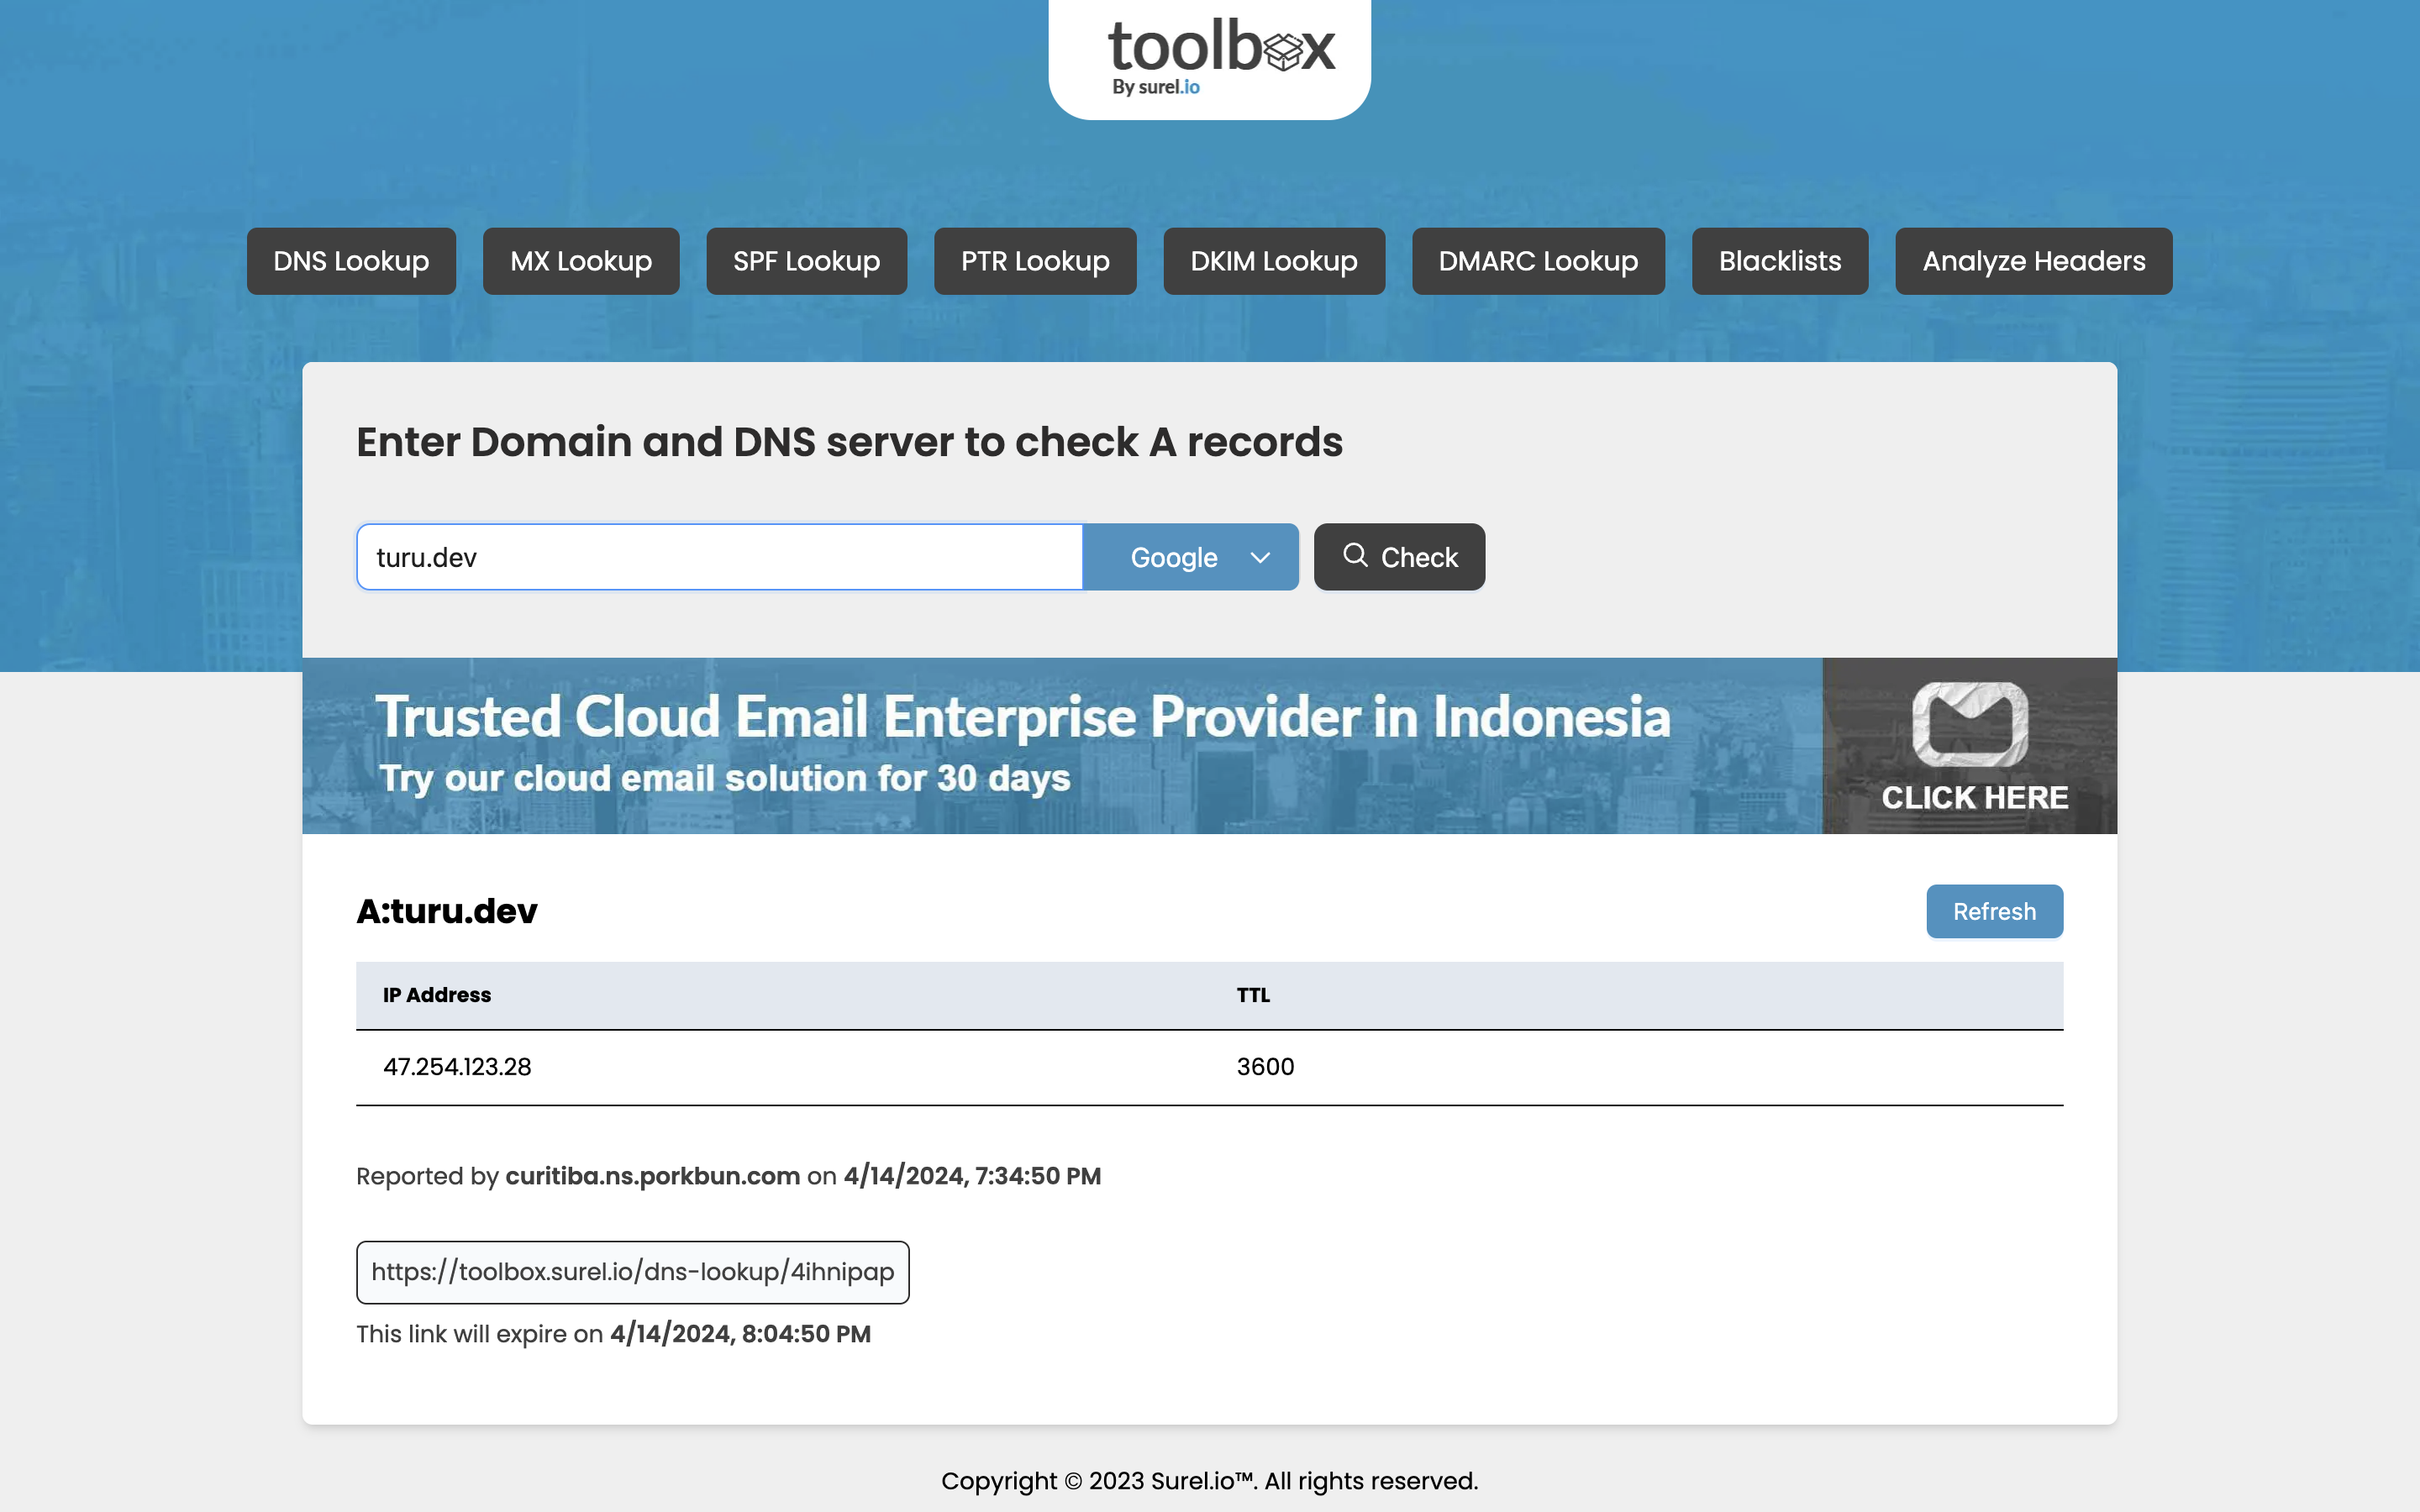 toolbox
By surel.io
DNS Lookup
MX Lookup
SPF Lookup
PTR Lookup
DKIM Lookup
DMARC Lookup
Blacklists
Analyze Headers
Enter Domain and DNS server to check A records
turu.dev
Google
Check
Trusted Cloud Email Enterprise Provider in Indonesia
Try our cloud email solution for 30 days
CLICK HERE
A:turu.dev
Refresh
IP Address TTL
47.254.123.28 3600
Reported by curitiba.ns.porkbun.com on 4/14/2024, 7:34:50 PM
https://toolbox.surel.io/dns-lookup/4ihnipap
This link will expire on 4/14/2024, 8:04:50 PM
Copyright © 2023 Surel.io™. All rights reserved.